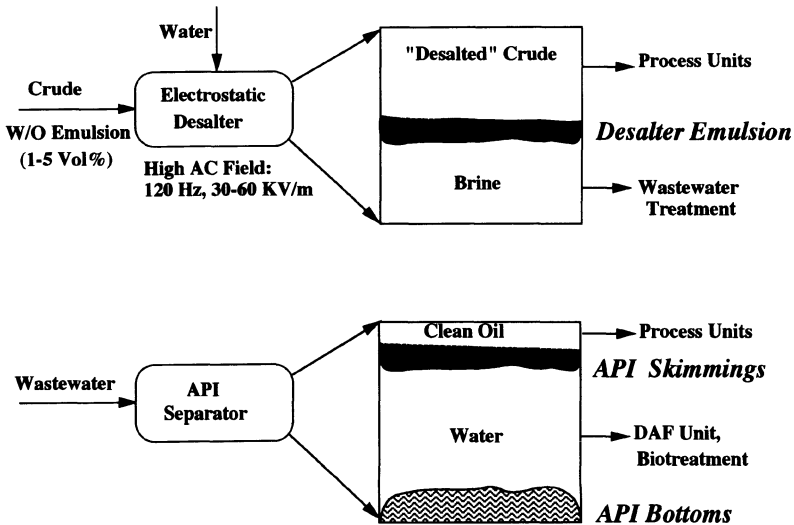 Water
"Desalted" Crude
Process Units
Crude
Electrostatic
Desalter
W/O Emulsion
(1-5 Vol%)
Desalter Emulsion
High AC Field:
120 Hz, 30-60 KV/m
Brine
Wastewater
Treatment
Clean Oil
Process Units
API Skimmings
Wastewater
API
Separator
Water
DAF Unit,
Biotreatment
API Bottoms